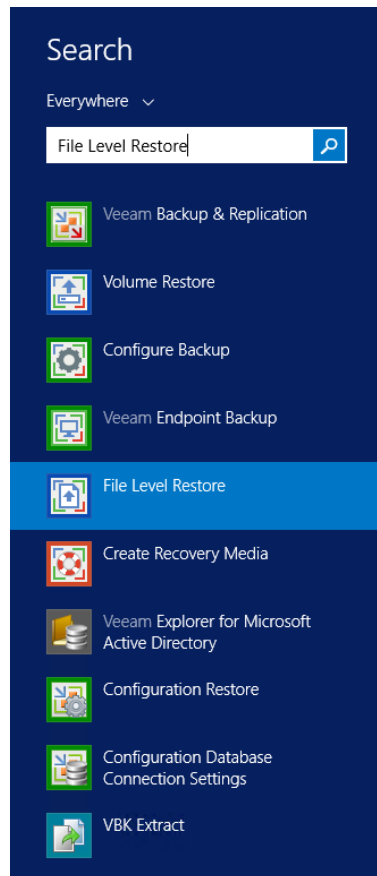 Search
Everywhere
File Level Restore
Veeam Backup & Replication
Volume Restore
Configure Backup
Veeam Endpoint Backup
File Level Restore
Create Recovery Media
Veeam Explorer for Microsoft
Active Directory
Configuration Restore
Configuration Database
Connection Settings
VBK Extract